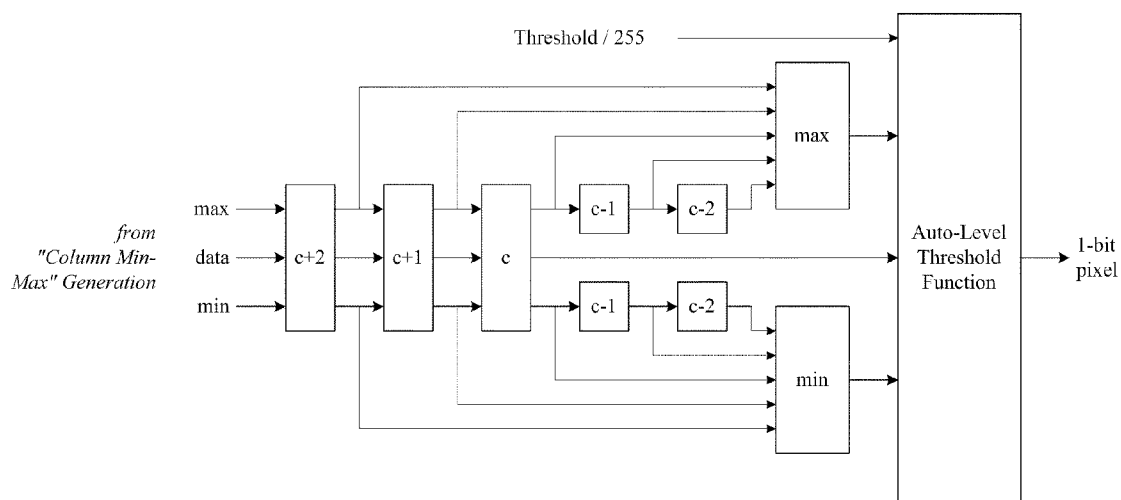 Threshold / 255
max
max
c-1
c-2
from
"Column Min-
Max" Generation
data
c+2
c+1
c
Auto-Level
Threshold
Function
1-bit
pixel
min
c-1
c-2
min